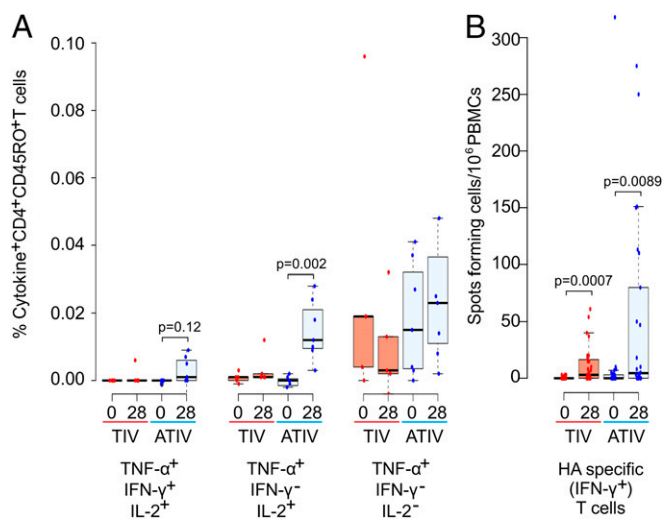 A
% Cytokine⁺CD4⁺CD45RO⁺T cells
0.10
0.08
0.06
0.04
0.02
0.00
p=0.12
p=0.002
0 28 0 28
TIV ATIV
TNF-α⁺
IFN-γ⁺
IL-2⁺
0 28 0 28
TIV ATIV
TNF-α⁺
IFN-γ⁻
IL-2⁺
0 28 0 28
TIV ATIV
TNF-α⁺
IFN-γ⁻
IL-2⁻
B
Spots forming cells/10⁶ PBMCs
300
250
200
150
100
50
0
p=0.0089
p=0.0007
0 28 0 28
TIV ATIV
HA specific
(IFN-γ⁺)
T cells